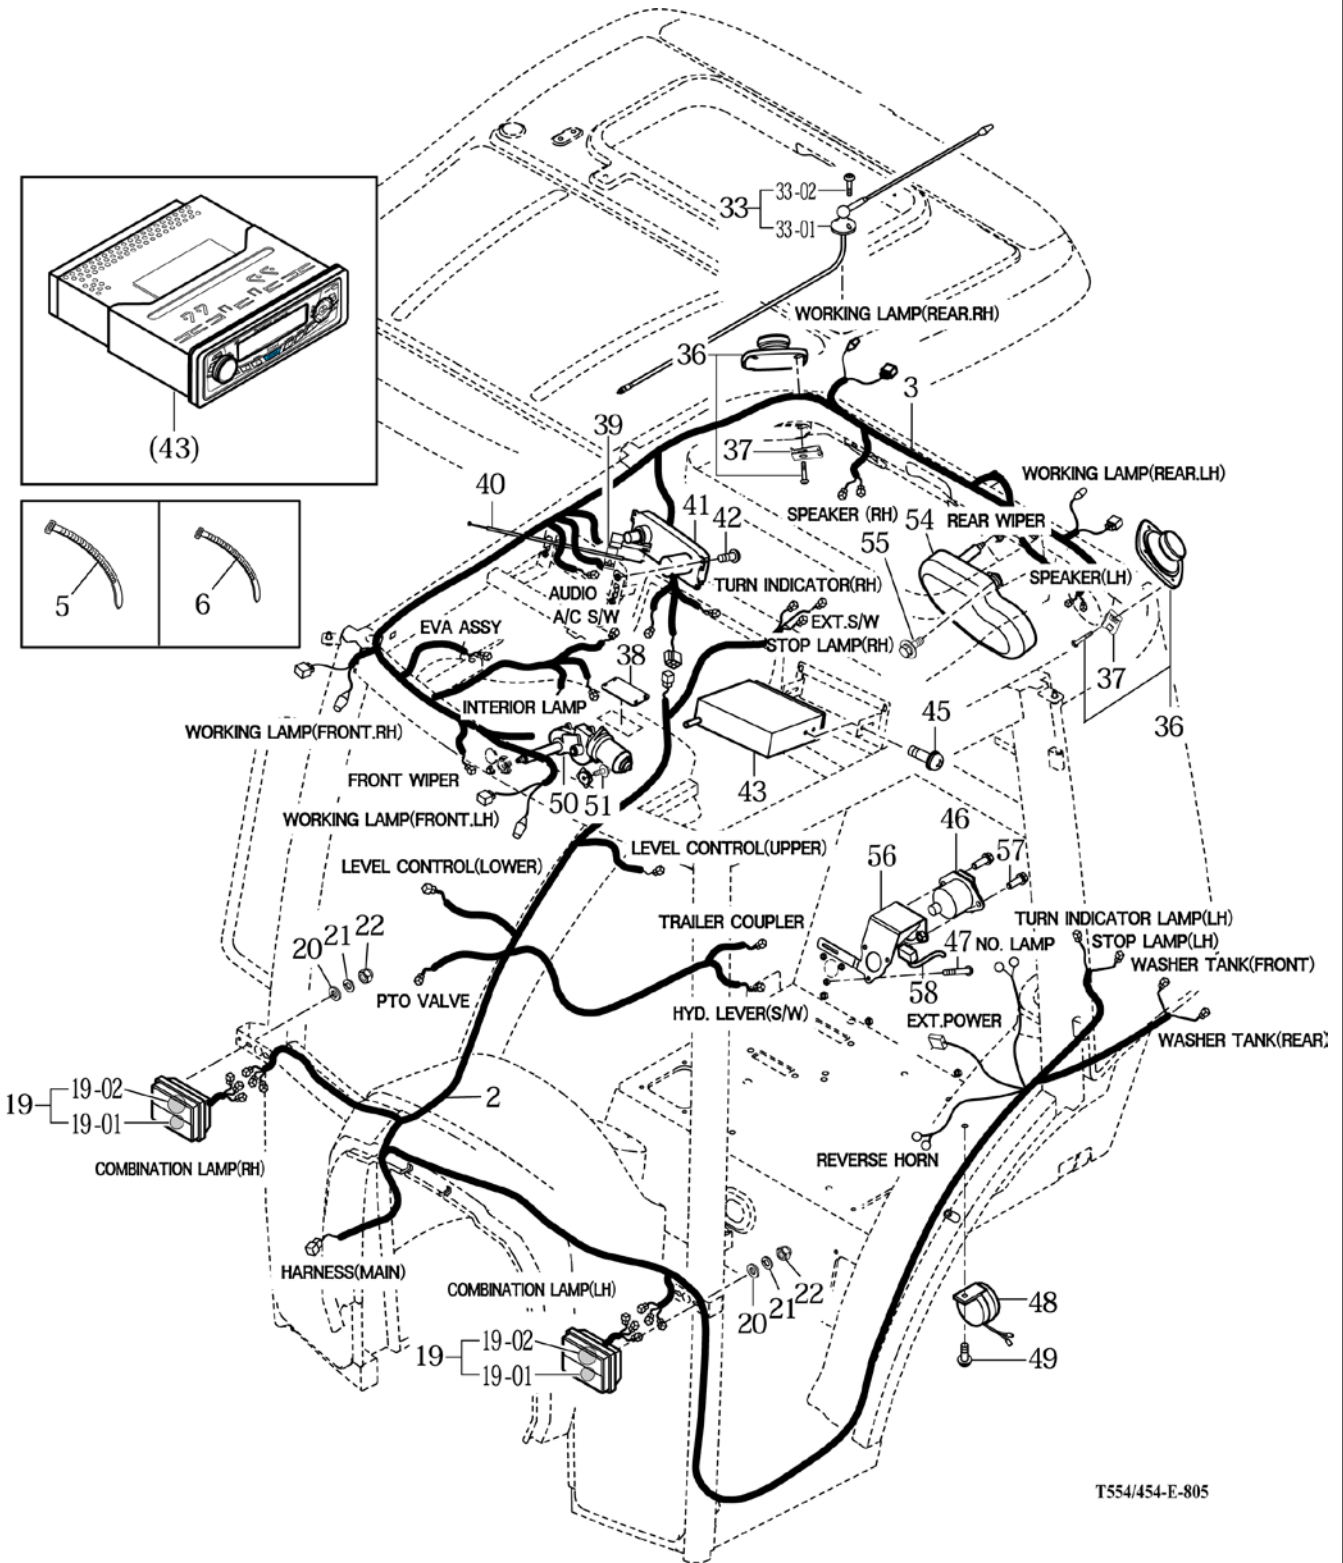 33
33-02
33-01
WORKING LAMP(REAR.RH)
36
(43)
39
3
37
40
41
42
WORKING LAMP(REAR.LH)
SPEAKER (RH)
54
REAR WIPER
55
SPEAKER(LH)
5
6
AUDIO
A/C S/W
TURN INDICATOR(RH)
EXT.S/W
STOP LAMP(RH)
EVA ASSY
38
37
36
INTERIOR LAMP
45
WORKING LAMP(FRONT.RH)
FRONT WIPER
50
51
43
WORKING LAMP(FRONT.LH)
LEVEL CONTROL(UPPER)
46
56
57
LEVEL CONTROL(LOWER)
TRAILER COUPLER
TURN INDICATOR LAMP(LH)
47
NO. LAMP
STOP LAMP(LH)
20
21
22
WASHER TANK(FRONT)
PTO VALVE
58
HYD. LEVER(S/W)
EXT.POWER
WASHER TANK(REAR)
19
19-02
19-01
2
COMBINATION LAMP(RH)
REVERSE HORN
HARNESS(MAIN)
COMBINATION LAMP(LH)
20
21
22
48
19
19-02
19-01
49
T554/454-E-805